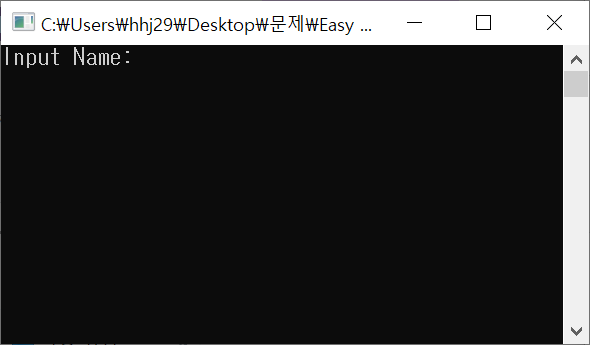 C:₩Users₩hhj29₩Desktop₩문제₩Easy ...
Input Name: